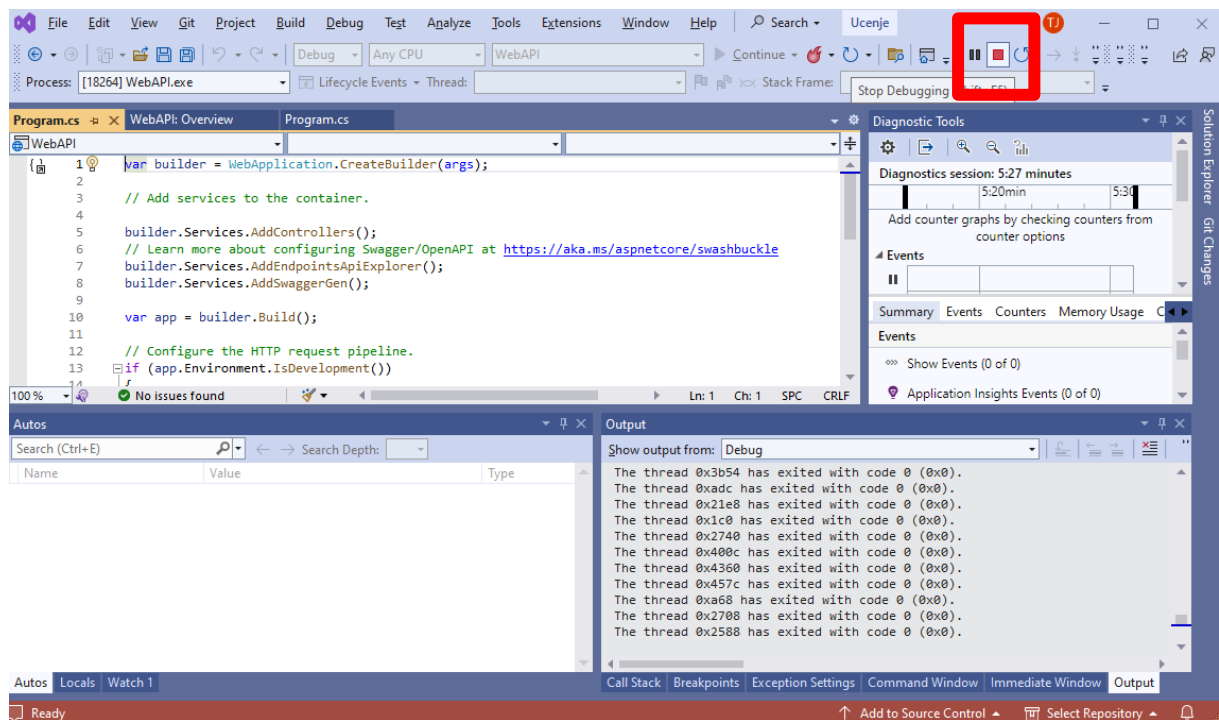 File Edit View Git Project Build Debug Test Analyze Tools Extensions Window Help Search Ucenje TJ
Debug Any CPU WebAPI Continue
Process: [18264] WebAPI.exe Lifecycle Events Thread: Stack Frame:
Stop Debugging
Program.cs WebAPI: Overview Program.cs
WebAPI
1 var builder = WebApplication.CreateBuilder(args);
2
3 // Add services to the container.
4
5 builder.Services.AddControllers();
6 // Learn more about configuring Swagger/OpenAPI at https://aka.ms/aspnetcore/swashbuckle
7 builder.Services.AddEndpointsApiExplorer();
8 builder.Services.AddSwaggerGen();
9
10 var app = builder.Build();
11
12 // Configure the HTTP request pipeline.
13 if (app.Environment.IsDevelopment())
14 {
100 % No issues found Ln: 1 Ch: 1 SPC CRLF
Diagnostic Tools
Diagnostics session: 5:27 minutes
5:20min 5:30
Add counter graphs by checking counters from
counter options
Events
Summary Events Counters Memory Usage C
Events
Show Events (0 of 0)
Application Insights Events (0 of 0)
Solution Explorer
Git Changes
Autos
Search (Ctrl+E) Search Depth:
Name Value Type
Autos Locals Watch 1
Output
Show output from: Debug
The thread 0x3b54 has exited with code 0 (0x0).
The thread 0xadc has exited with code 0 (0x0).
The thread 0x21e8 has exited with code 0 (0x0).
The thread 0x1c0 has exited with code 0 (0x0).
The thread 0x2740 has exited with code 0 (0x0).
The thread 0x400c has exited with code 0 (0x0).
The thread 0x4360 has exited with code 0 (0x0).
The thread 0x457c has exited with code 0 (0x0).
The thread 0xa68 has exited with code 0 (0x0).
The thread 0x2708 has exited with code 0 (0x0).
The thread 0x2588 has exited with code 0 (0x0).
Call Stack Breakpoints Exception Settings Command Window Immediate Window Output
Ready Add to Source Control Select Repository